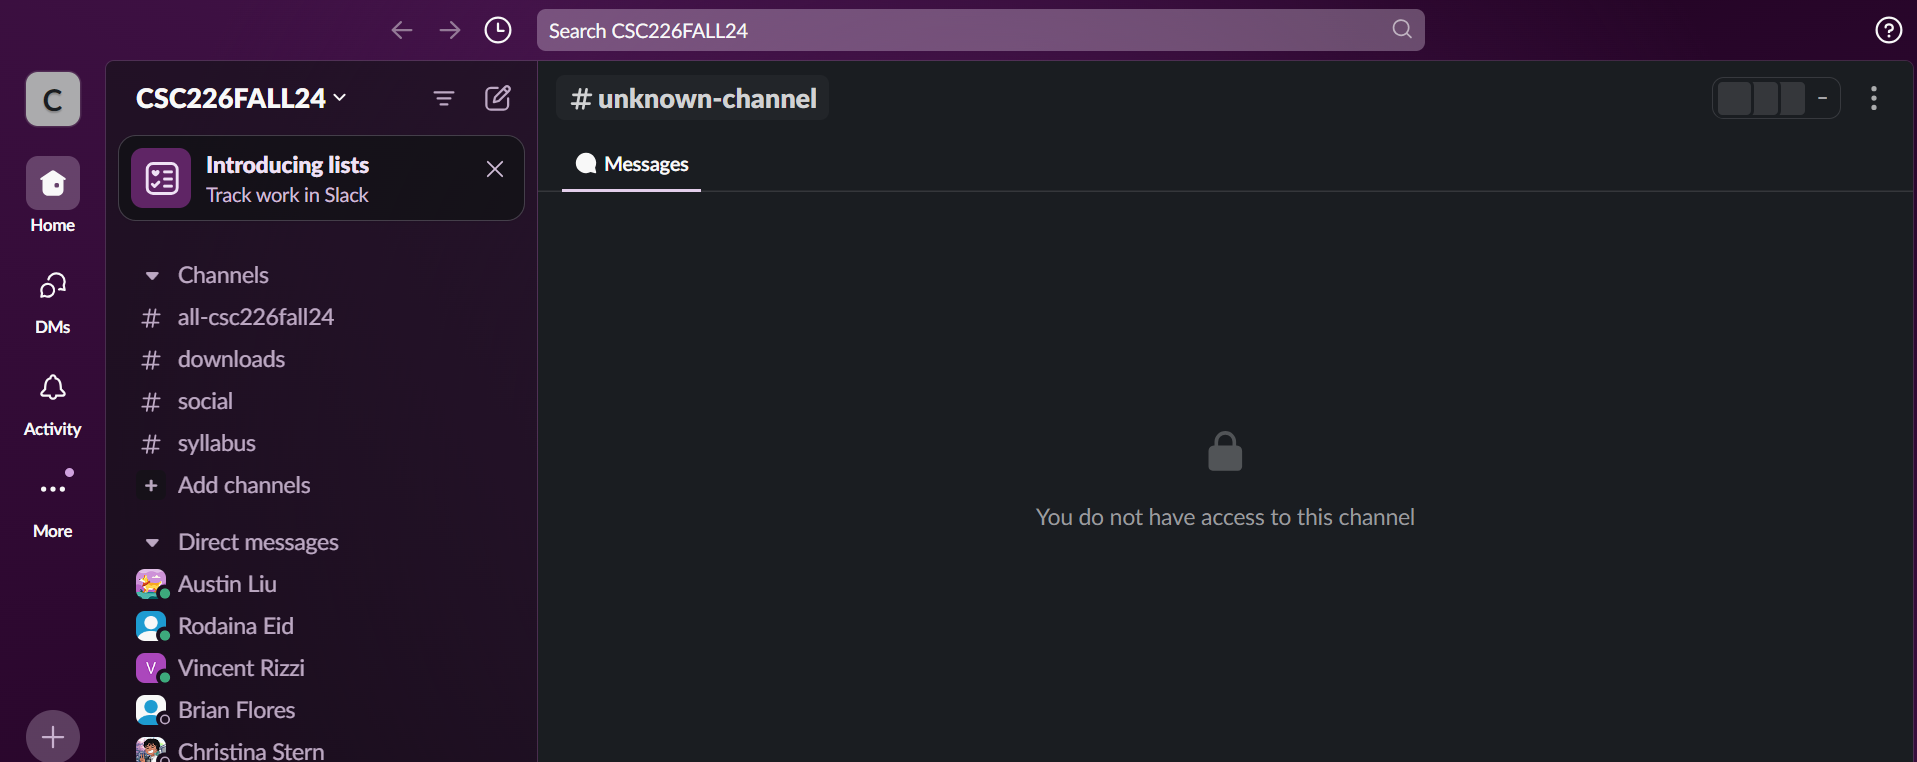 Search CSC226FALL24
C
CSC226FALL24
# unknown-channel
Introducing lists
Track work in Slack
Messages
Home
DMs
Activity
More
Channels
# all-csc226fall24
# downloads
# social
# syllabus
+ Add channels
Direct messages
Austin Liu
Rodaina Eid
V Vincent Rizzi
Brian Flores
Christina Stern
You do not have access to this channel